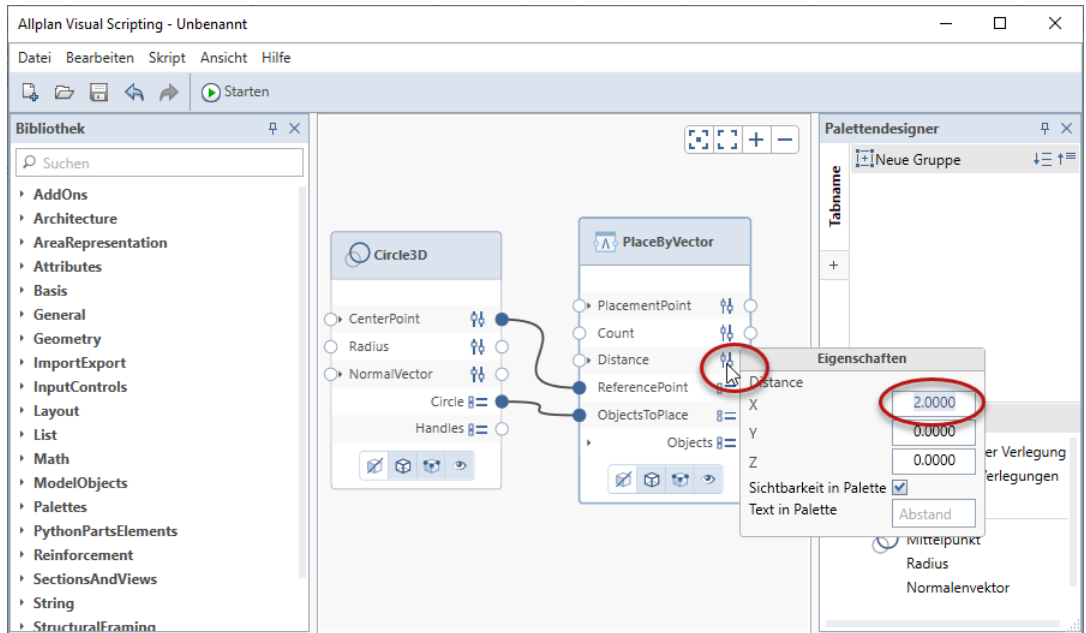 Allplan Visual Scripting - Unbenannt
Datei Bearbeiten Skript Ansicht Hilfe
Starten
Bibliothek
Suchen
AddOns
Architecture
AreaRepresentation
Attributes
Basis
General
Geometry
ImportExport
InputControls
Layout
List
Math
ModelObjects
Palettes
PythonPartsElements
Reinforcement
SectionsAndViews
String
StructuralFraming
Circle3D
CenterPoint
Radius
NormalVector
Circle
Handles
PlaceByVector
PlacementPoint
Count
Distance
ReferencePoint
ObjectsToPlace
Objects
Eigenschaften
Distance
X 2.0000
Y 0.0000
Z 0.0000
Sichtbarkeit in Palette
Text in Palette Abstand
Palettendesigner
Neue Gruppe
Tabname
+
er Verlegung
erlegungen
Mittelpunkt
Radius
Normalenvektor